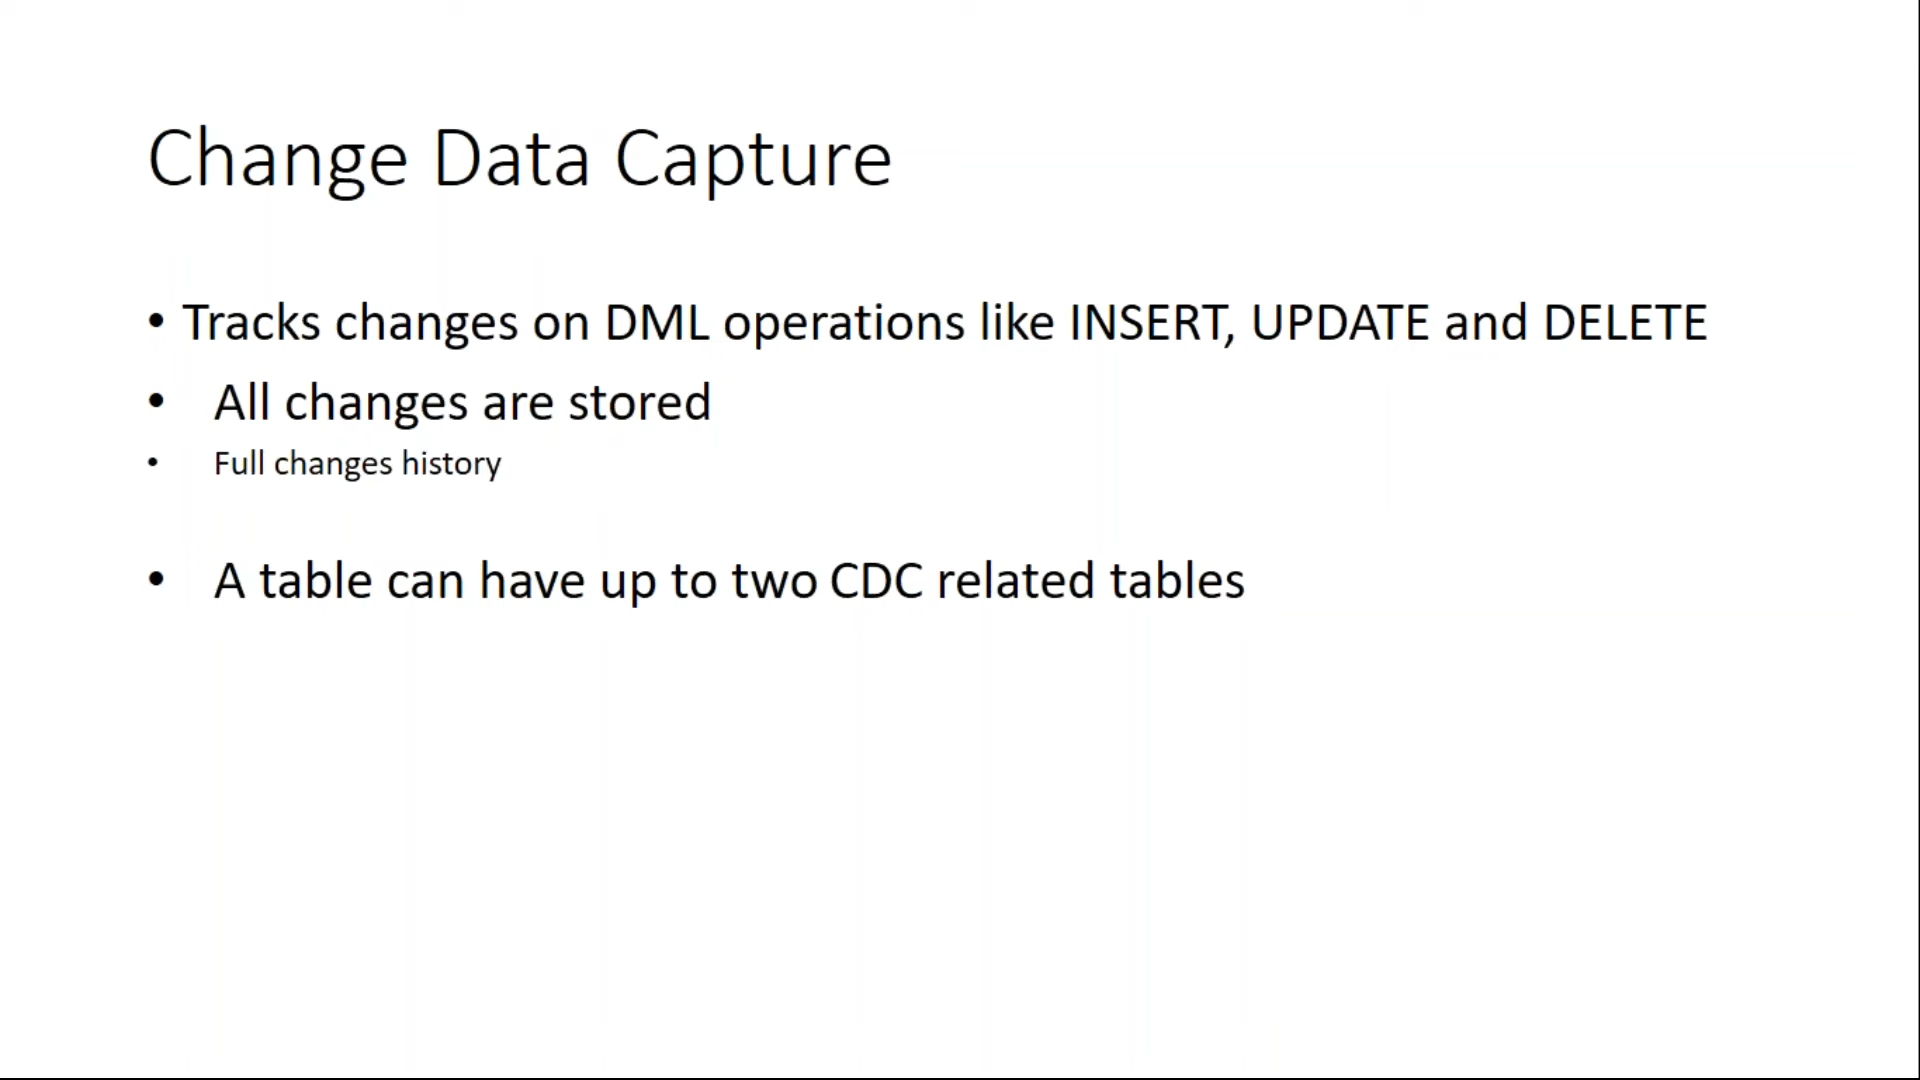 Change Data Capture
• Tracks changes on DML operations like INSERT, UPDATE and DELETE
• All changes are stored
• Full changes history
• A table can have up to two CDC related tables